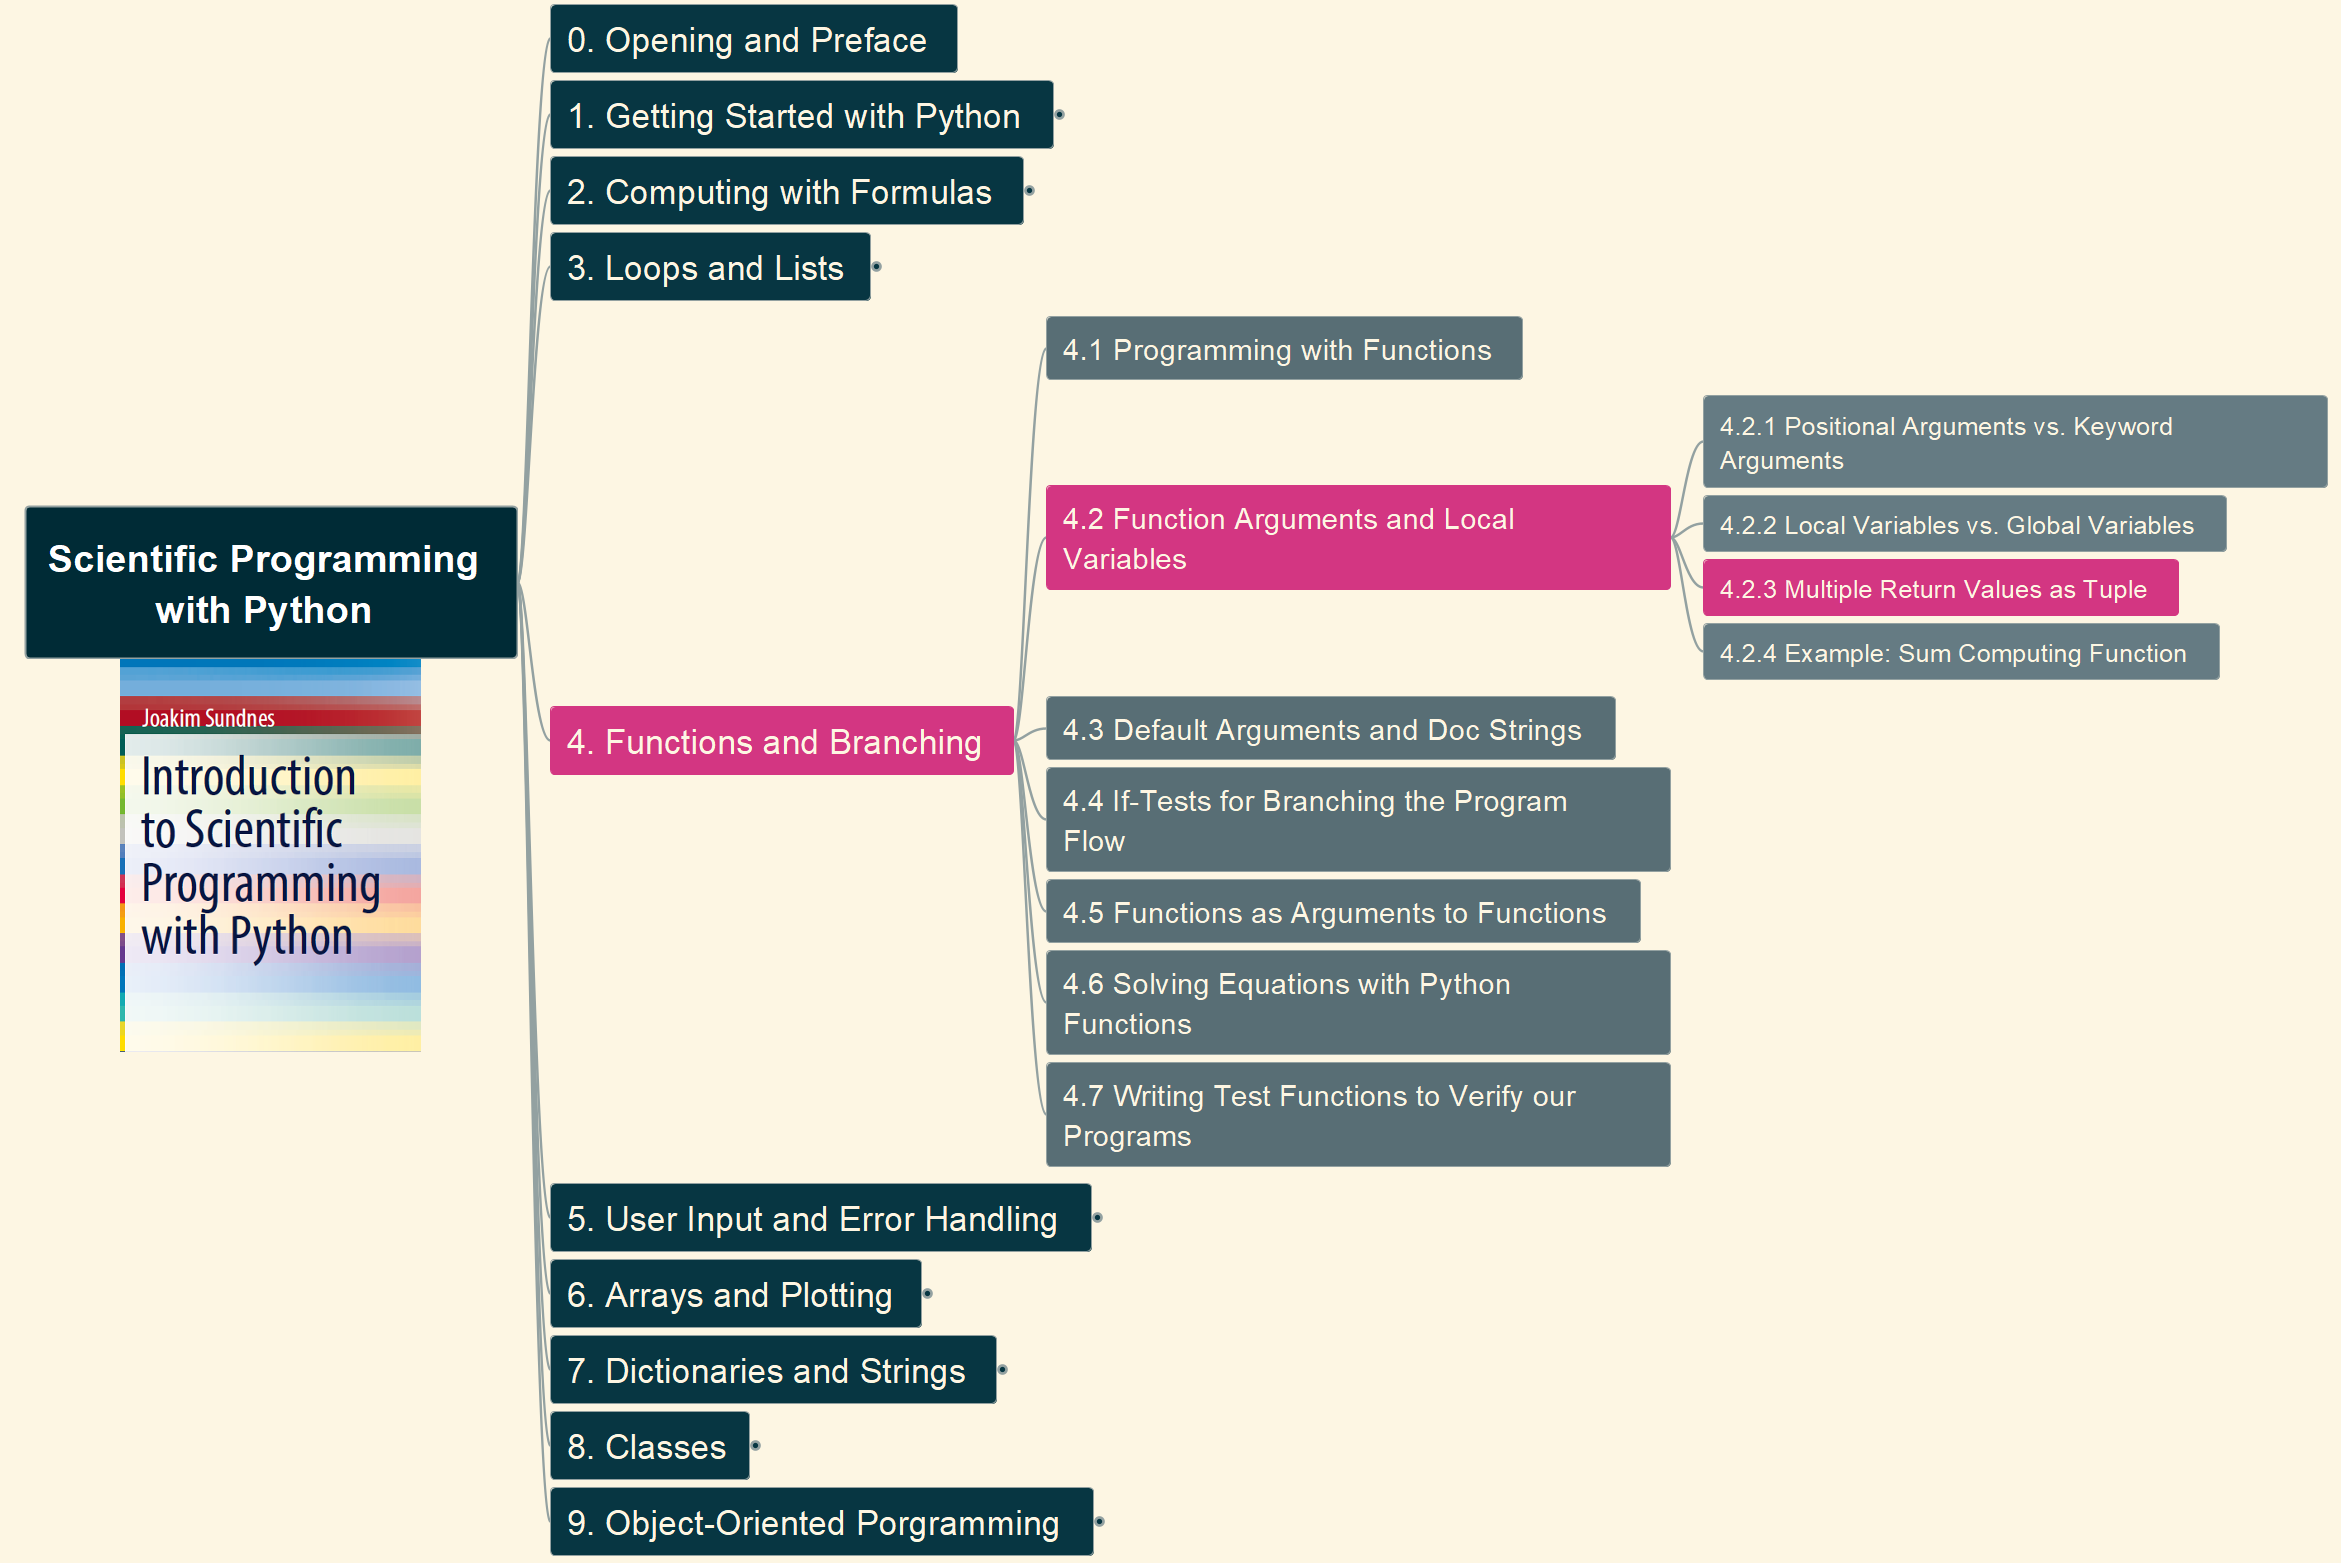 0. Opening and Preface
1. Getting Started with Python
2. Computing with Formulas
3. Loops and Lists
4.1 Programming with Functions
4.2.1 Positional Arguments vs. Keyword
Arguments
4.2 Function Arguments and Local
Variables
4.2.2 Local Variables vs. Global Variables
4.2.3 Multiple Return Values as Tuple
4.2.4 Example: Sum Computing Function
Scientific Programming
with Python
Joakim Sundnes
Introduction
to Scientific
Programming
with Python
4. Functions and Branching
4.3 Default Arguments and Doc Strings
4.4 If-Tests for Branching the Program
Flow
4.5 Functions as Arguments to Functions
4.6 Solving Equations with Python
Functions
4.7 Writing Test Functions to Verify our
Programs
5. User Input and Error Handling
6. Arrays and Plotting
7. Dictionaries and Strings
8. Classes
9. Object-Oriented Porgramming